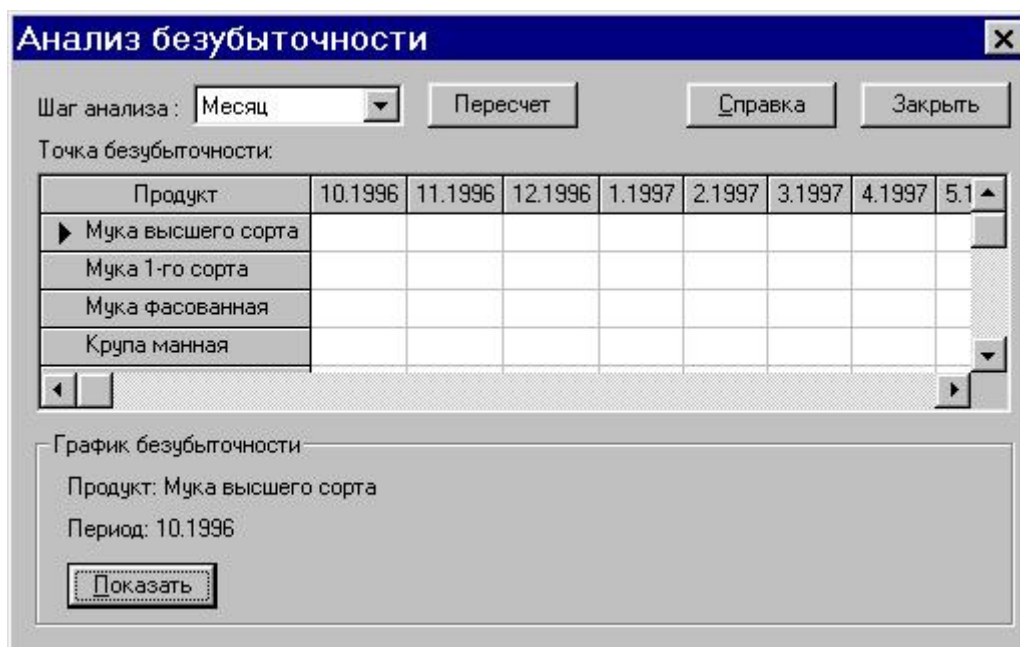 Анализ безубыточности
Шаг анализа : Месяц Пересчет Справка Закрыть
Точка безубыточности:
Продукт 10.1996 11.1996 12.1996 1.1997 2.1997 3.1997 4.1997 5.1
Мука высшего сорта
Мука 1-го сорта
Мука фасованная
Крупа манная
График безубыточности
Продукт: Мука высшего сорта
Период: 10.1996
Показать